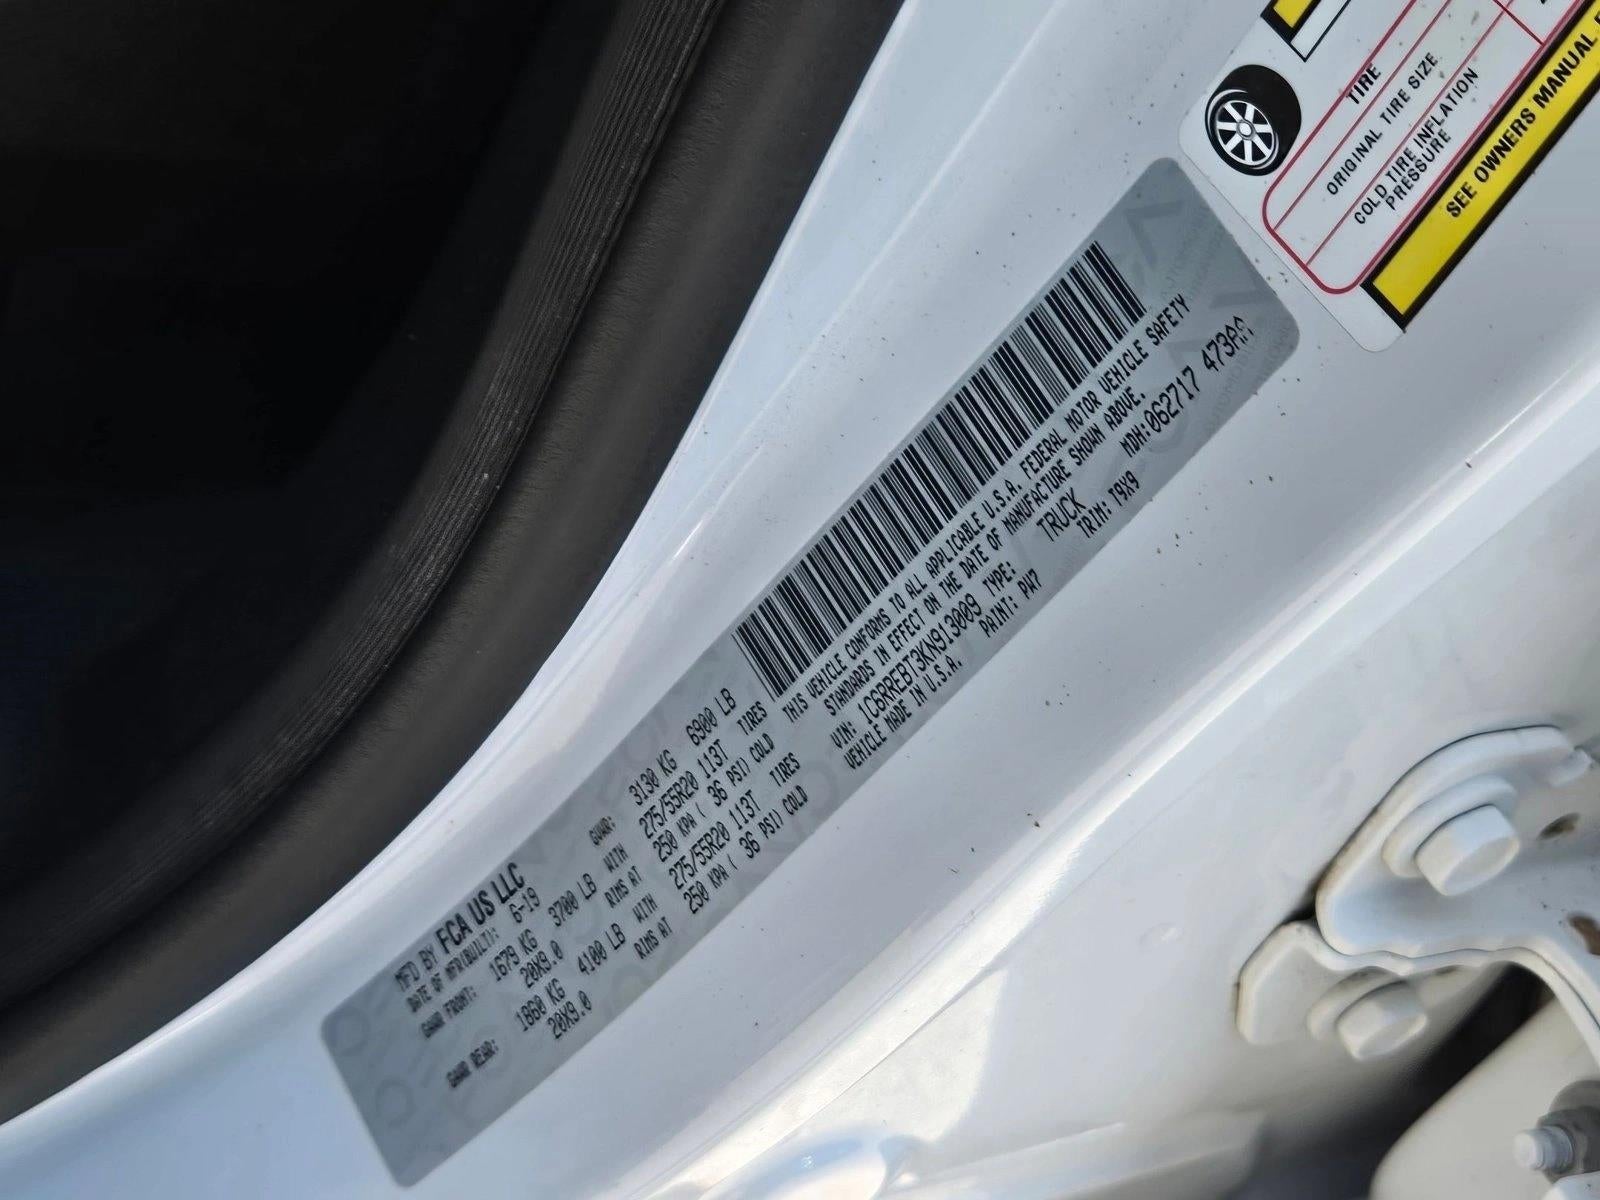 MFD BY FCA US LLC
DATE OF MFR(BUILT): 6-19 GVWR: 3130 KG 6900 LB
GAWR FRONT: 1679 KG 3700 LB WITH 275/55R20 113T TIRES
20X9.0 RIMS AT 250 KPA ( 36 PSI) COLD
GAWR REAR: 1860 KG 4100 LB WITH 275/55R20 113T TIRES
20X9.0 RIMS AT 250 KPA ( 36 PSI) COLD
THIS VEHICLE CONFORMS TO ALL APPLICABLE U.S.A. FEDERAL MOTOR VEHICLE SAFETY
STANDARDS IN EFFECT ON THE DATE OF MANUFACTURE SHOWN ABOVE.
VIN: 1C6RREBT3KN913009 TYPE: TRUCK MDH:062717 473AA
VEHICLE MADE IN U.S.A. PAINT: PW7 TRIM: T9X9
TIRE
ORIGINAL TIRE SIZE
COLD TIRE INFLATION
PRESSURE
SEE OWNERS MANUAL